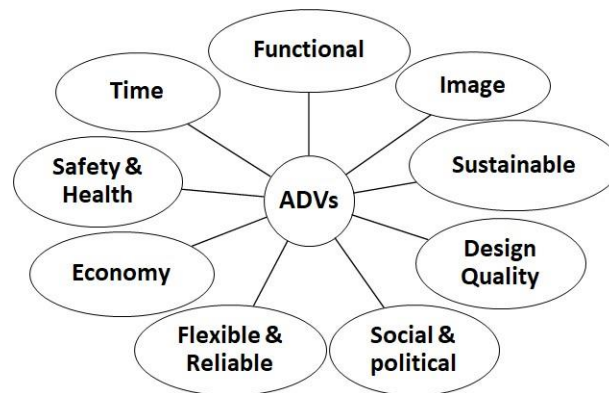 Functional
Image
Time
Sustainable
Safety &
Health
ADVs
Design
Quality
Economy
Flexible &
Reliable
Social &
political